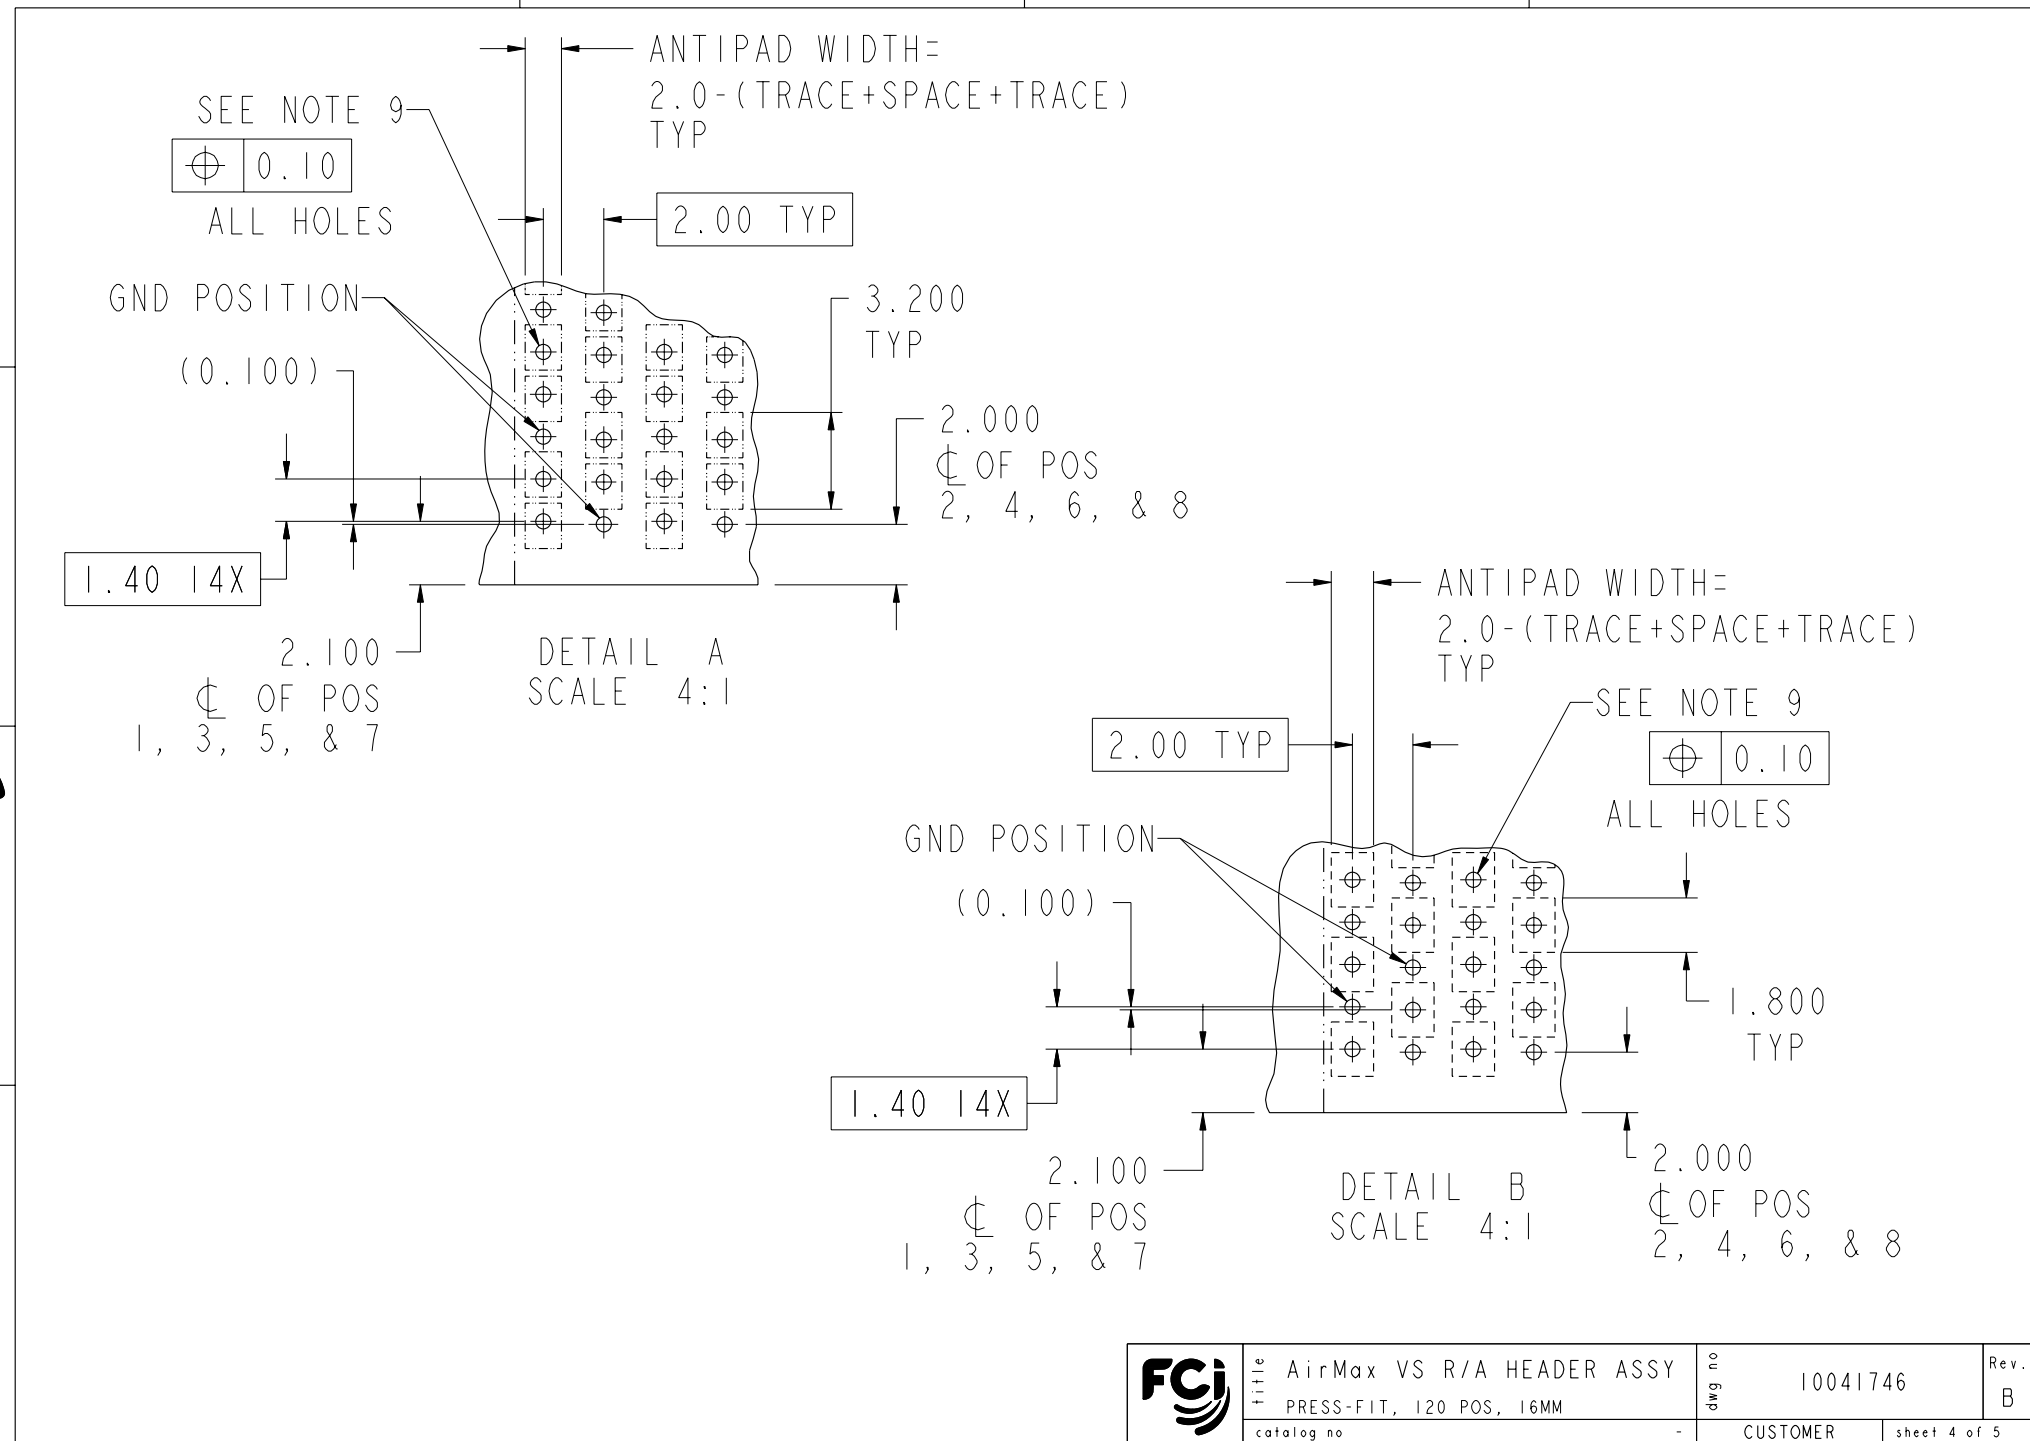 ANTIPAD WIDTH=
2.0-(TRACE+SPACE+TRACE)
TYP
SEE NOTE 9
⌖ 0.10
ALL HOLES
2.00 TYP
GND POSITION
3.200
TYP
(0.100)
2.000
℄ OF POS
2, 4, 6, & 8
1.40 14X
2.100
℄ OF POS
1, 3, 5, & 7
DETAIL A
SCALE 4:1
ANTIPAD WIDTH=
2.0-(TRACE+SPACE+TRACE)
TYP
SEE NOTE 9
⌖ 0.10
ALL HOLES
2.00 TYP
GND POSITION
(0.100)
1.800
TYP
1.40 14X
2.100
℄ OF POS
1, 3, 5, & 7
DETAIL B
SCALE 4:1
2.000
℄ OF POS
2, 4, 6, & 8
FCi
title
AirMax VS R/A HEADER ASSY
PRESS-FIT, 120 POS, 16MM
dwg no
10041746
Rev.
B
catalog no -
CUSTOMER
sheet 4 of 5